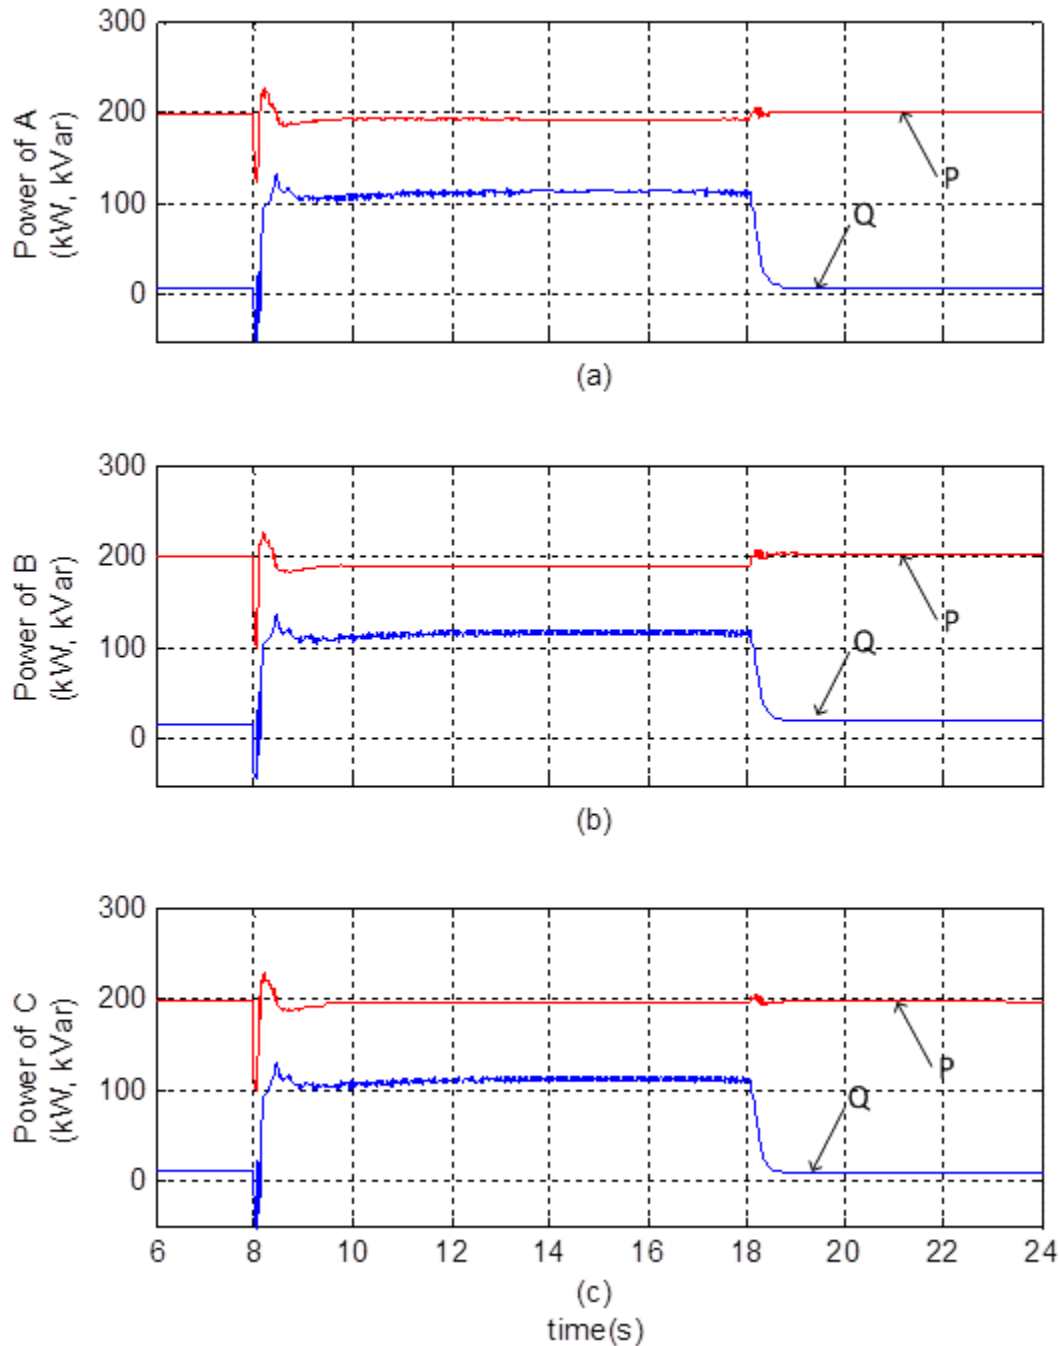 Power of A
(kW, kVar)
300
200
100
0
P
Q
(a)
Power of B
(kW, kVar)
300
200
100
0
P
Q
(b)
Power of C
(kW, kVar)
300
200
100
0
P
Q
6 8 10 12 14 16 18 20 22 24
(c)
time(s)